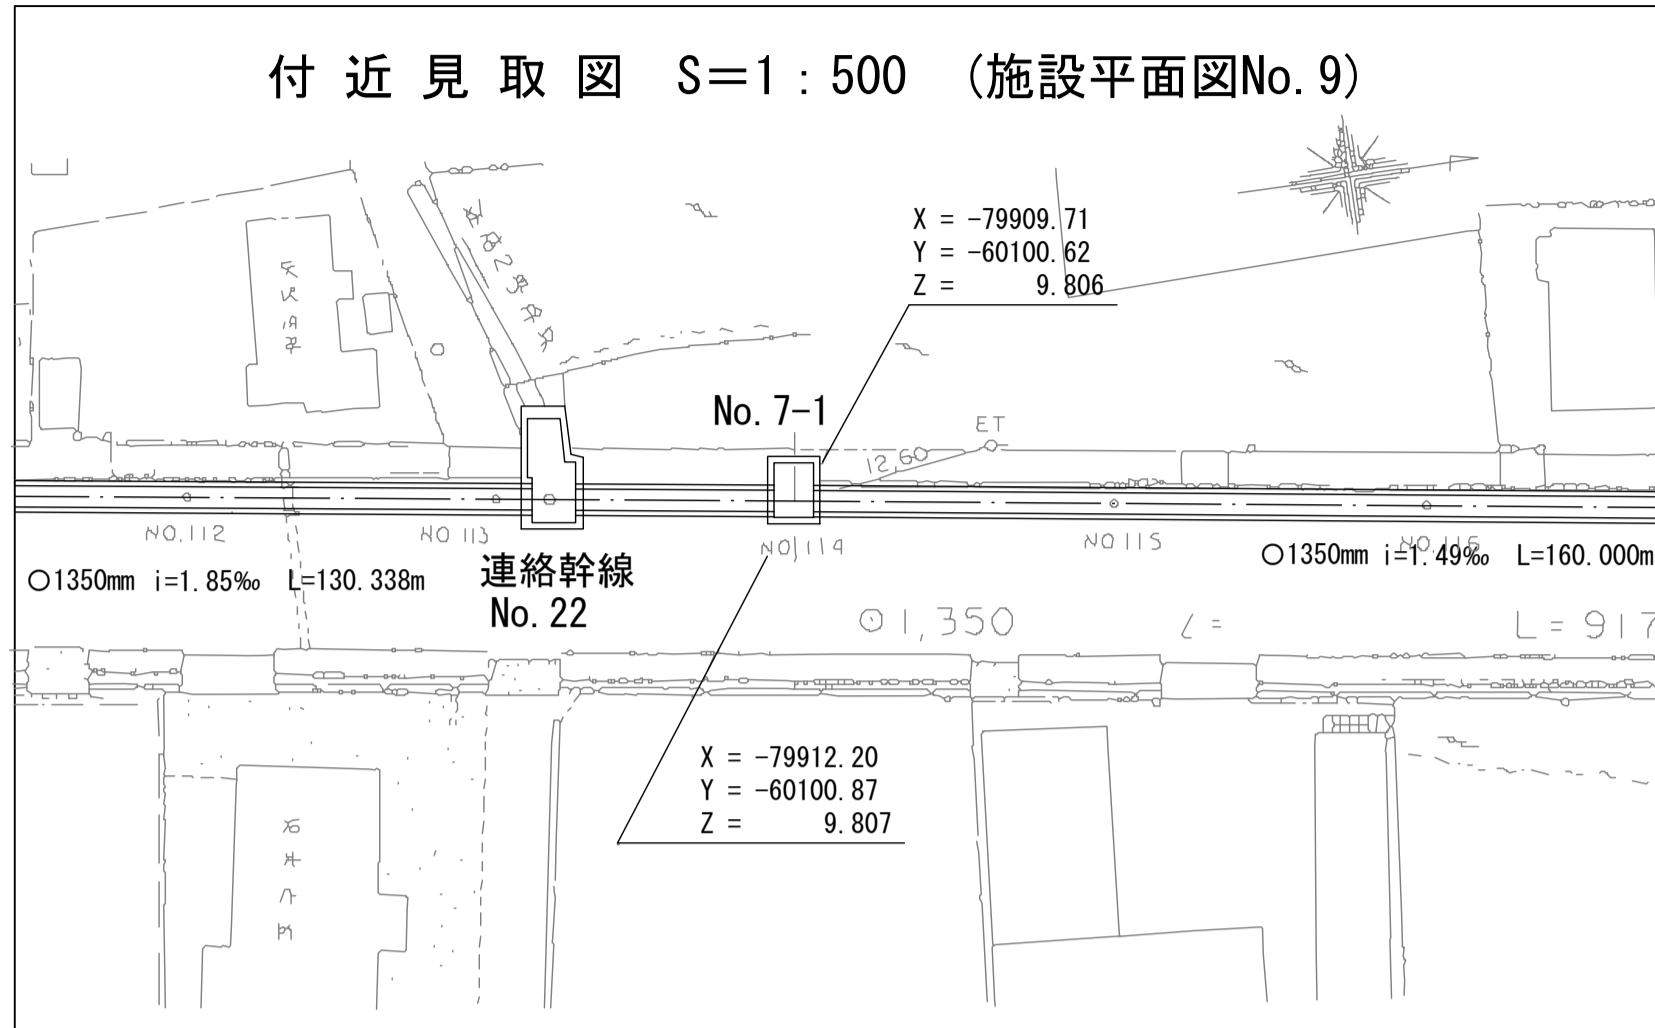 付近見取図 S=1:500 (施設平面図No.9)
X = -79909.71
Y = -60100.62
Z = 9.806
No.7-1
ET
12,60
NO.112
NO 113
NO 114
NO 115
NO.116
○1350mm i=1.85‰ L=130.338m
連絡幹線
No.22
○1350mm i=1.49‰ L=160.000m
⊙1,350
L=917
X = -79912.20
Y = -60100.87
Z = 9.807